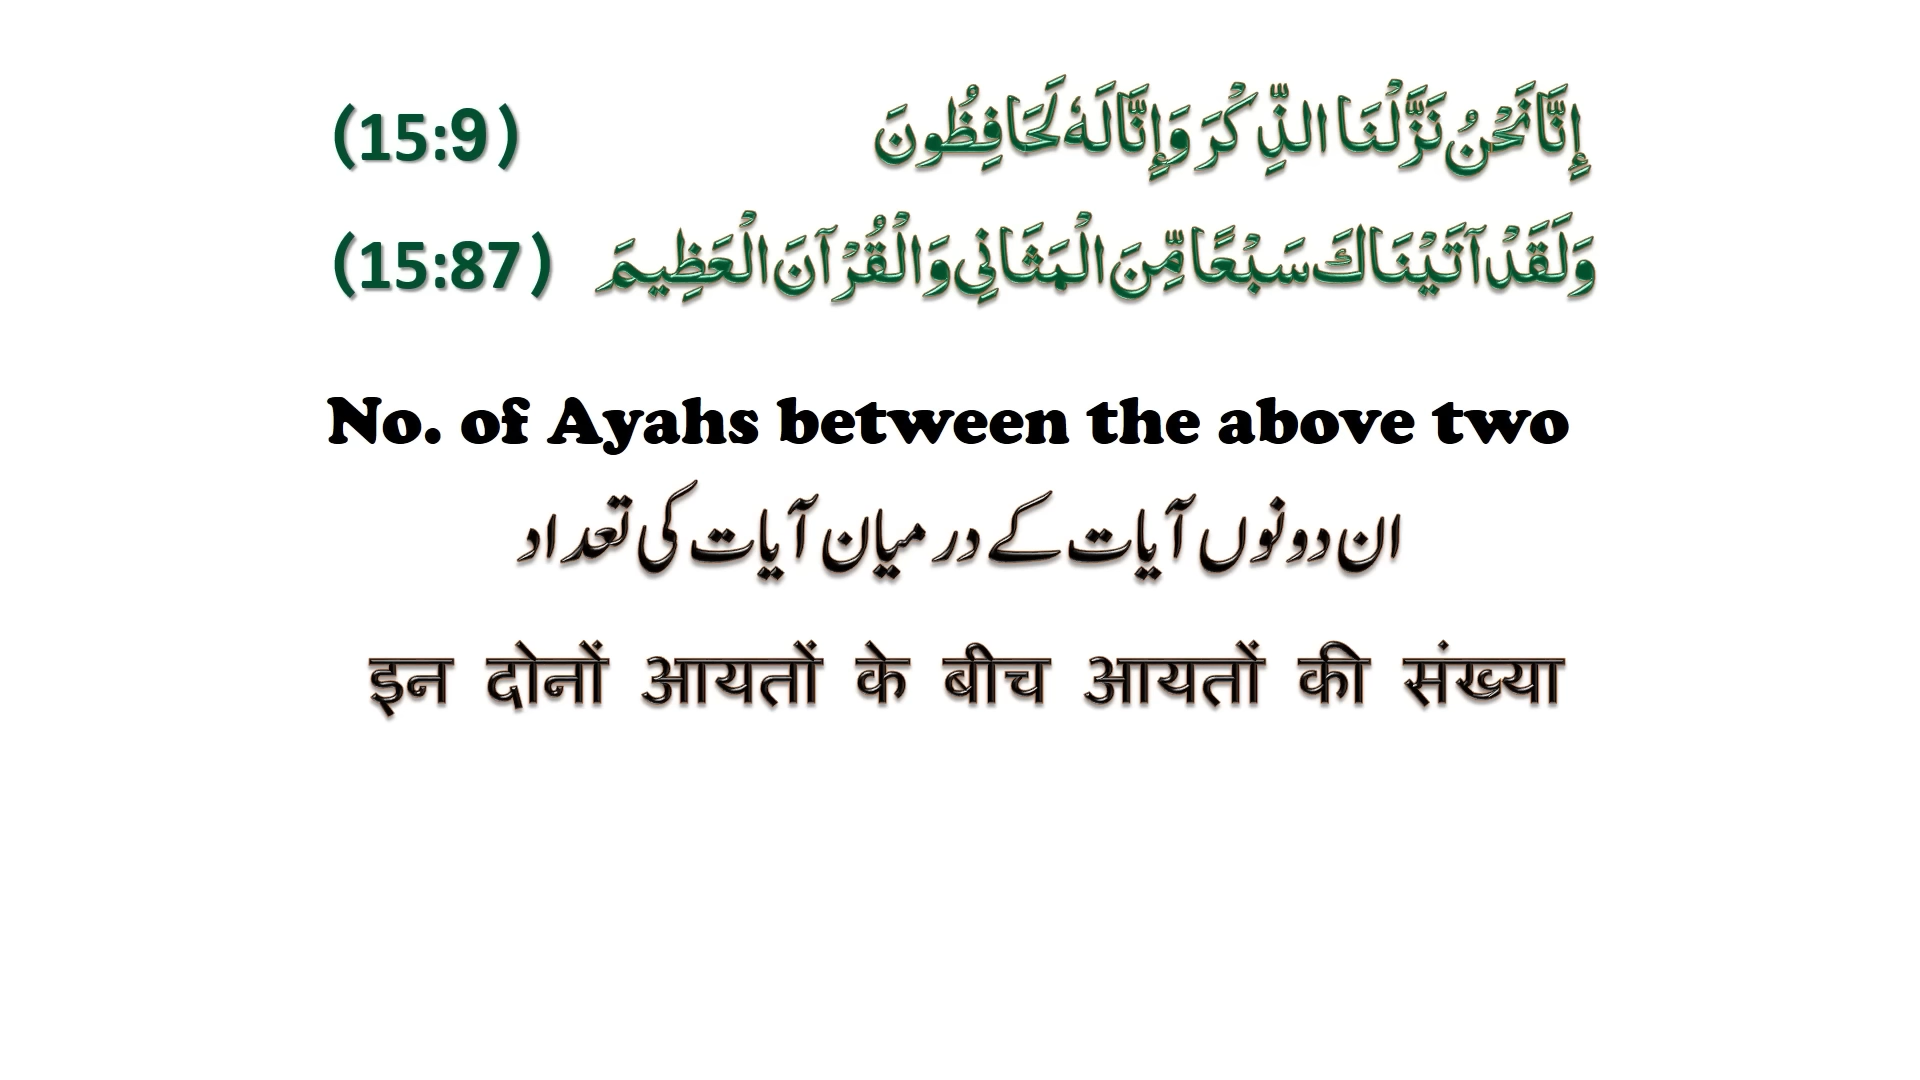 إِنَّا نَحْنُ نَزَّلْنَا الذِّكْرَ وَإِنَّا لَهُ لَحَافِظُونَ (15:9)
وَلَقَدْ آتَيْنَاكَ سَبْعًا مِّنَ الْمَثَانِي وَالْقُرْآنَ الْعَظِيمَ (15:87)
No. of Ayahs between the above two
ان دونوں آیات کے درمیان آیات کی تعداد
इन दोनों आयतों के बीच आयतों की संख्या